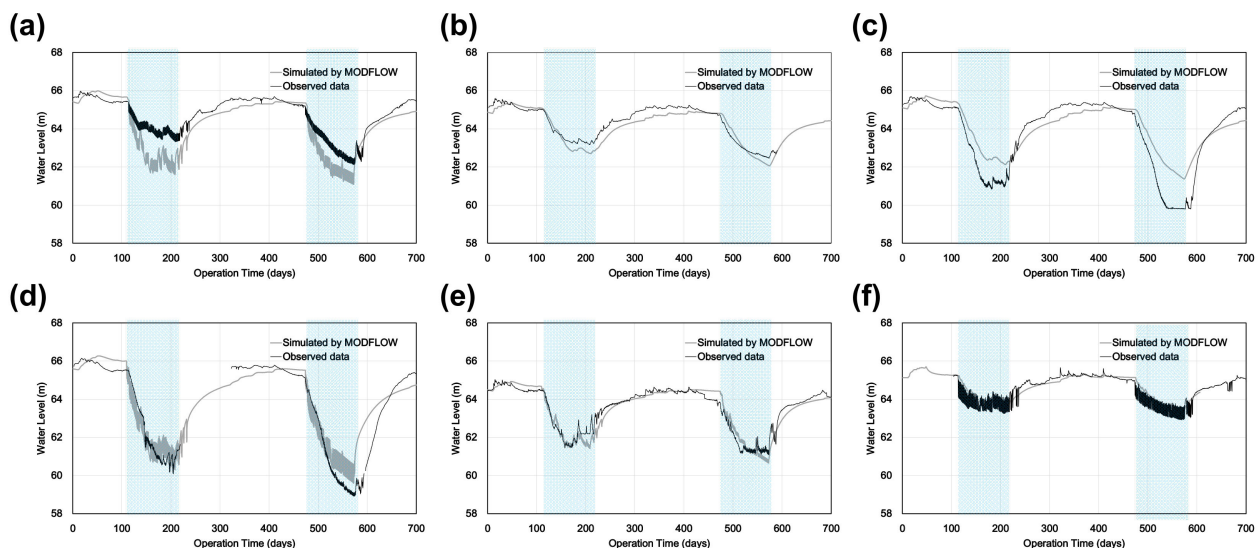 (a)
68
66
64
62
60
58
Water Level (m)
Simulated by MODFLOW
Observed data
0 100 200 300 400 500 600 700
Operation Time (days)
(b)
68
66
64
62
60
58
Water Level (m)
Simulated by MODFLOW
Observed data
0 100 200 300 400 500 600 700
Operation Time (days)
(c)
68
66
64
62
60
58
Water Level (m)
Simulated by MODFLOW
Observed data
0 100 200 300 400 500 600 700
Operation Time (days)
(d)
68
66
64
62
60
58
Water Level (m)
Simulated by MODFLOW
Observed data
0 100 200 300 400 500 600 700
Operation Time (days)
(e)
68
66
64
62
60
58
Water Level (m)
Simulated by MODFLOW
Observed data
0 100 200 300 400 500 600 700
Operation Time (days)
(f)
68
66
64
62
60
58
Water Level (m)
Simulated by MODFLOW
Observed data
0 100 200 300 400 500 600 700
Operation Time (days)